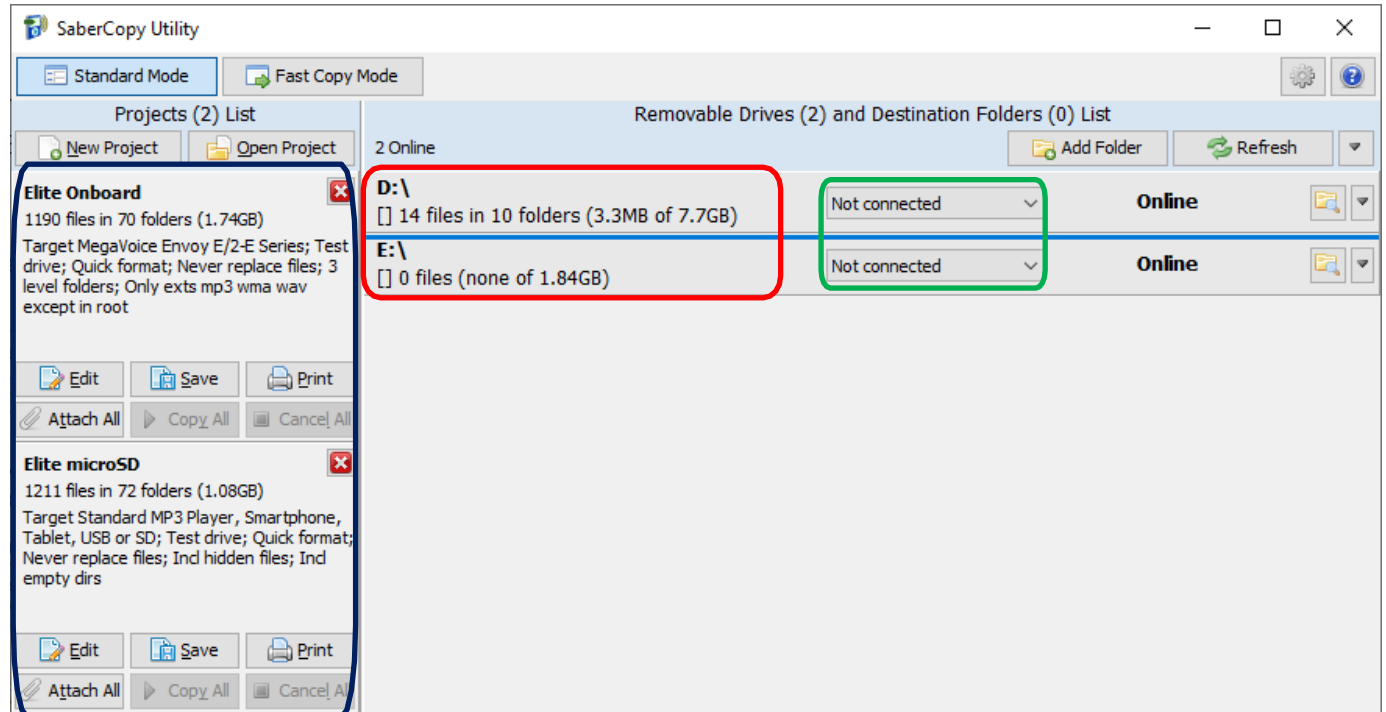 SaberCopy Utility
Standard Mode
Fast Copy Mode
Projects (2) List
Removable Drives (2) and Destination Folders (0) List
New Project
Open Project
2 Online
Add Folder
Refresh
Elite Onboard
1190 files in 70 folders (1.74GB)
Target MegaVoice Envoy E/2-E Series; Test
drive; Quick format; Never replace files; 3
level folders; Only exts mp3 wma wav
except in root
Edit
Save
Print
Attach All
Copy All
Cancel All
Elite microSD
1211 files in 72 folders (1.08GB)
Target Standard MP3 Player, Smartphone,
Tablet, USB or SD; Test drive; Quick format;
Never replace files; Incl hidden files; Incl
empty dirs
Edit
Save
Print
Attach All
Copy All
Cancel All
D:\
[] 14 files in 10 folders (3.3MB of 7.7GB)
Not connected
Online
E:\
[] 0 files (none of 1.84GB)
Not connected
Online